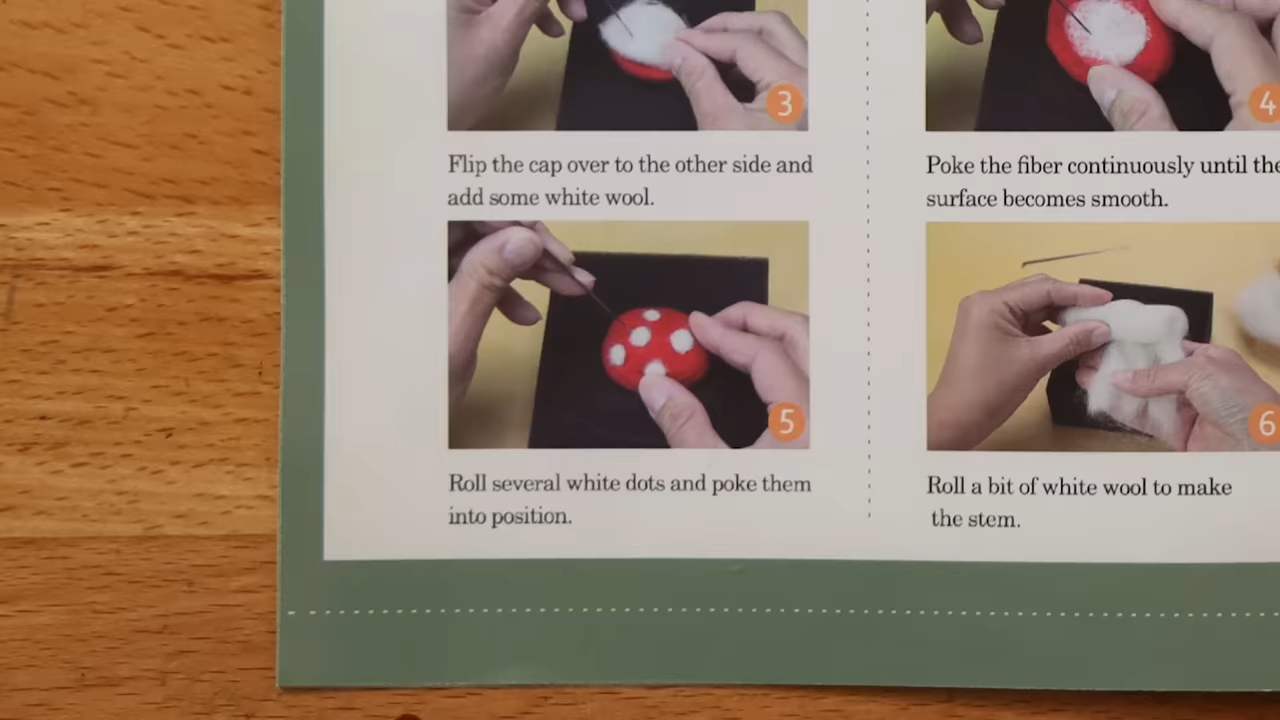 3
Flip the cap over to the other side and
add some white wool.
4
Poke the fiber continuously until the
surface becomes smooth.
5
Roll several white dots and poke them
into position.
6
Roll a bit of white wool to make
the stem.